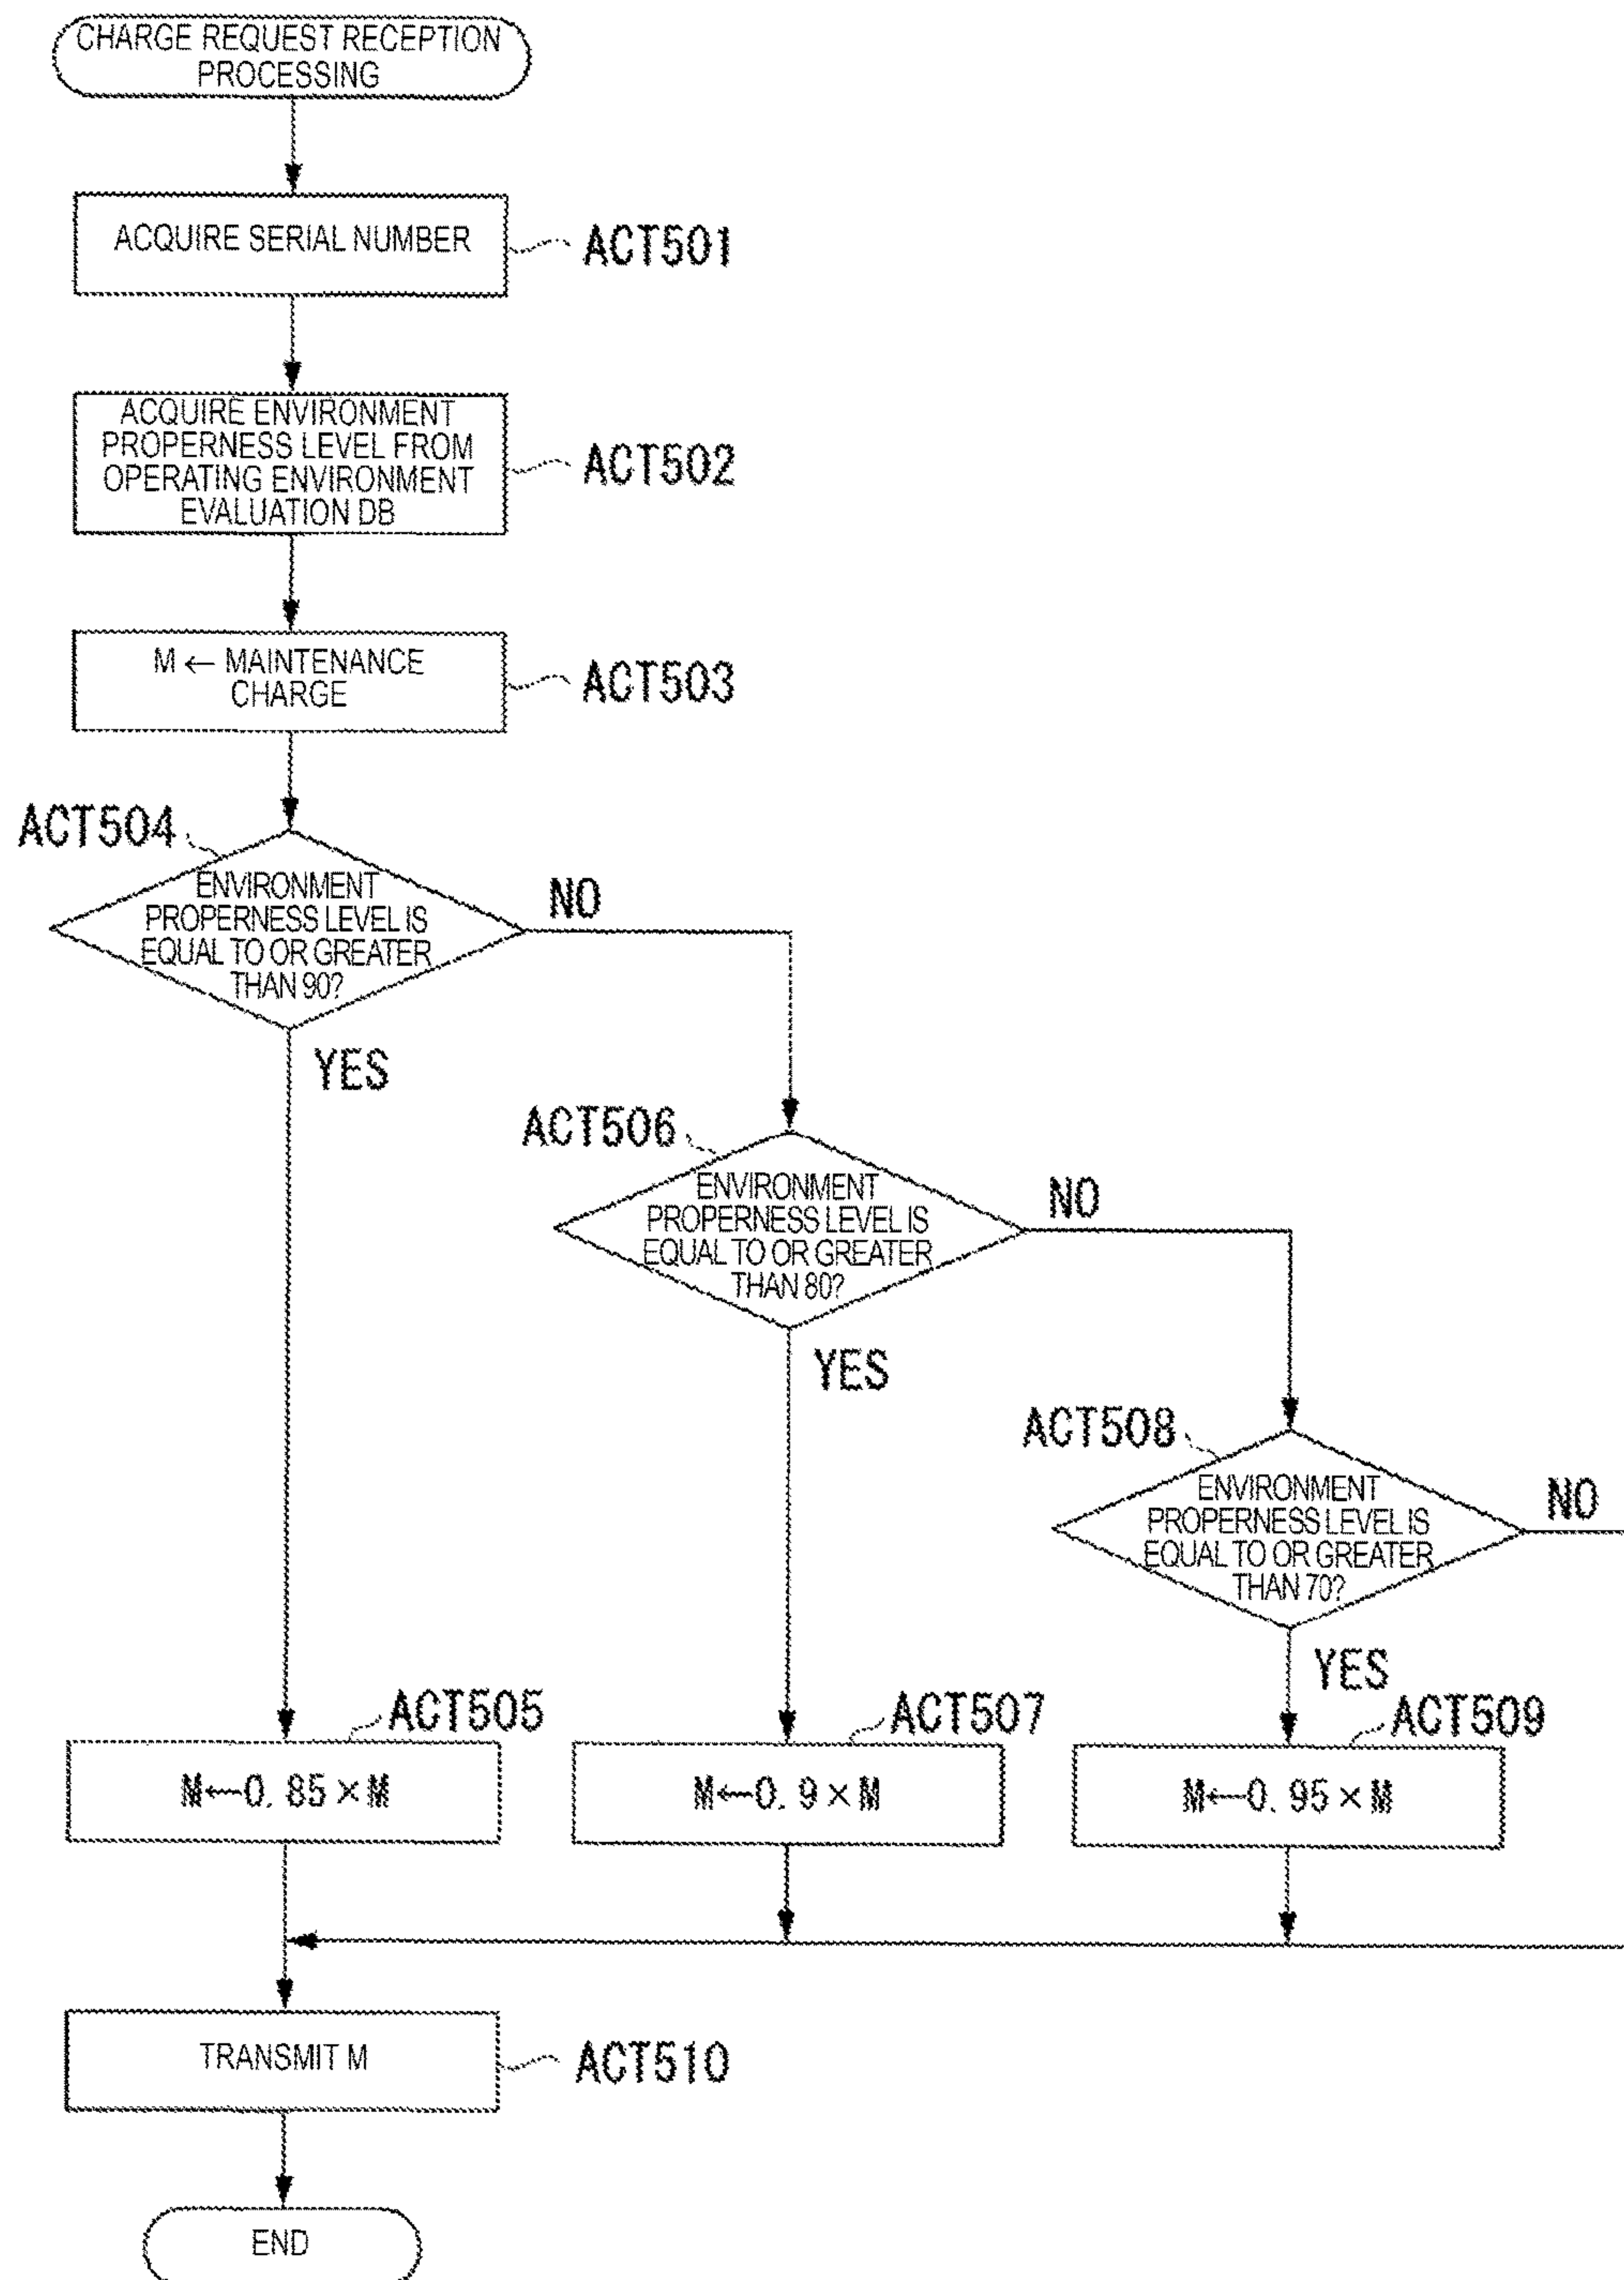 CHARGE REQUEST RECEPTION
PROCESSING
ACQUIRE SERIAL NUMBER
ACT501
ACQUIRE ENVIRONMENT
PROPERNESS LEVEL FROM
OPERATING ENVIRONMENT
EVALUATION DB
ACT502
M ← MAINTENANCE
CHARGE
ACT503
ACT504
ENVIRONMENT
PROPERNESS LEVEL IS
EQUAL TO OR GREATER
THAN 90?
NO
YES
ACT506
ENVIRONMENT
PROPERNESS LEVEL IS
EQUAL TO OR GREATER
THAN 80?
NO
YES
ACT508
ENVIRONMENT
PROPERNESS LEVEL IS
EQUAL TO OR GREATER
THAN 70?
NO
YES
ACT505
M←0. 85×M
ACT507
M←0. 9×M
ACT509
M←0. 95×M
TRANSMIT M
ACT510
END